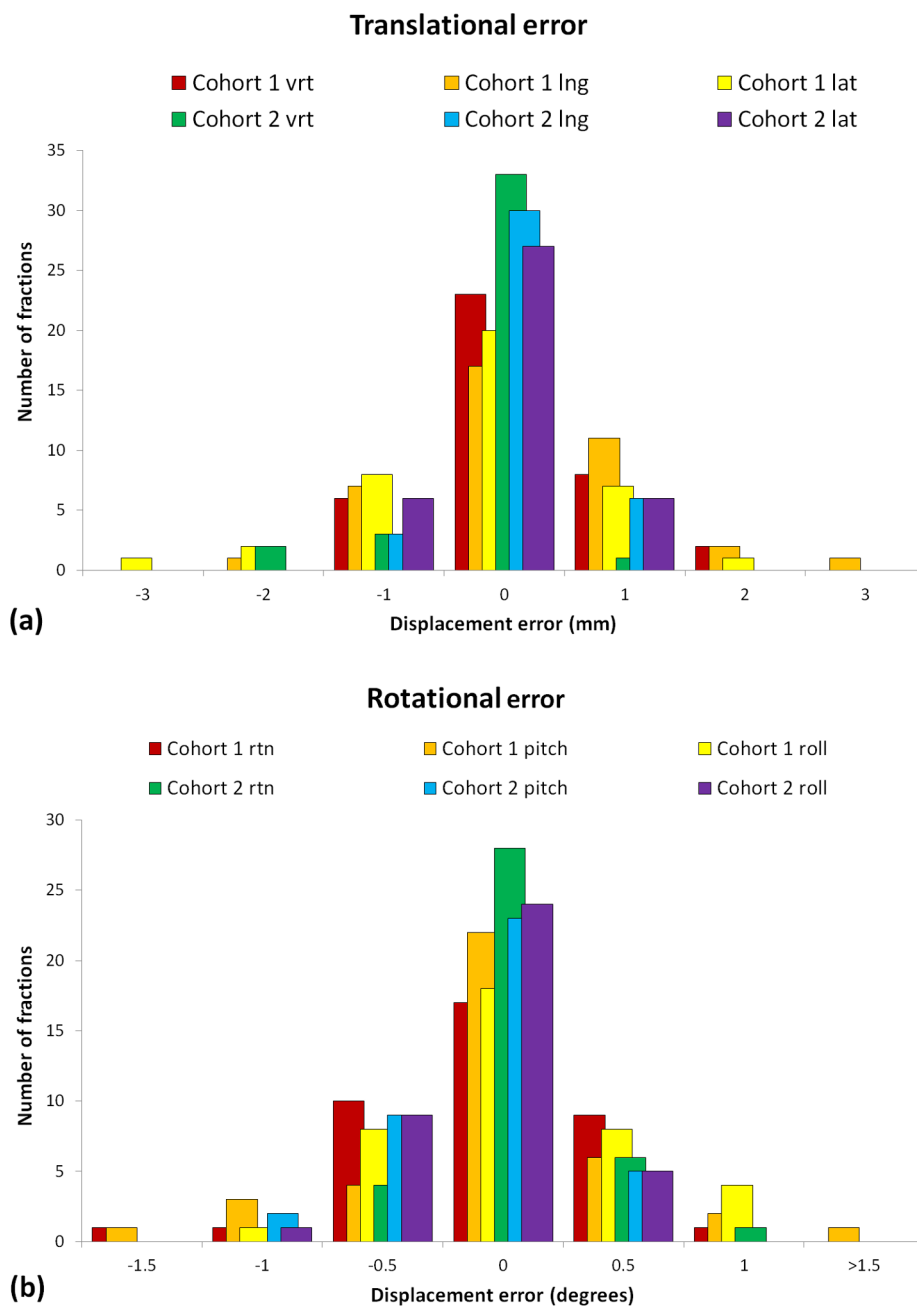 Translational error
Cohort 1 vrt Cohort 1 lng Cohort 1 lat
Cohort 2 vrt Cohort 2 lng Cohort 2 lat
35
30
25
20
15
10
5
0
Number of fractions
-3 -2 -1 0 1 2 3
Displacement error (mm)
(a)
Rotational error
Cohort 1 rtn Cohort 1 pitch Cohort 1 roll
Cohort 2 rtn Cohort 2 pitch Cohort 2 roll
30
25
20
15
10
5
0
Number of fractions
-1.5 -1 -0.5 0 0.5 1 >1.5
Displacement error (degrees)
(b)